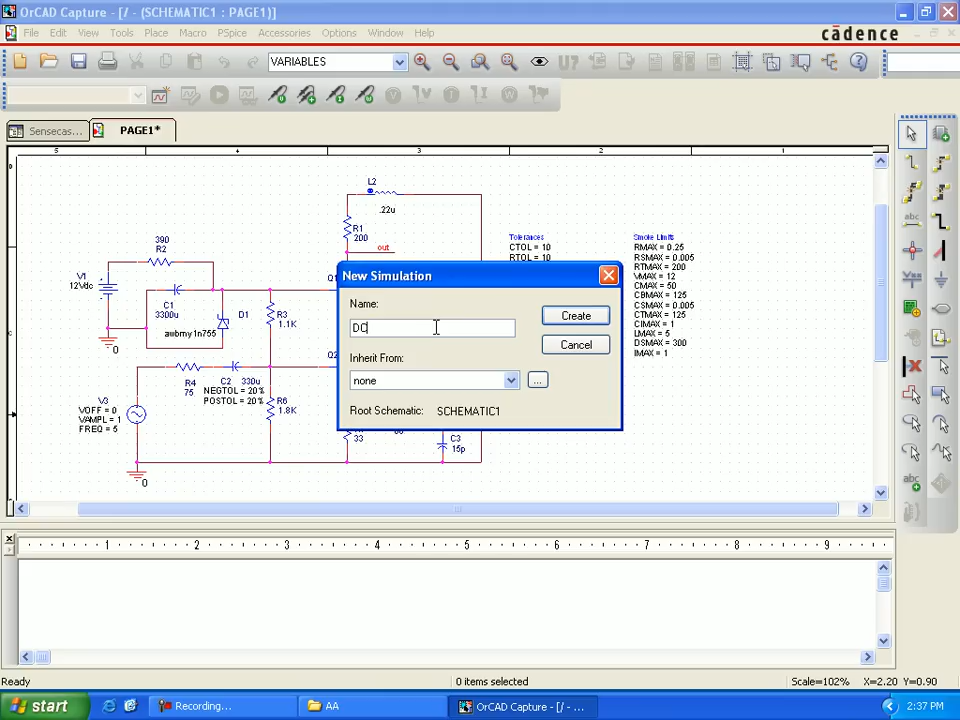 OrCAD Capture - [/ - (SCHEMATIC1 : PAGE1)]
File Edit View Tools Place Macro PSpice Accessories Options Window Help
cādence
VARIABLES
U?
Sensecas...
PAGE1*
5 4 3 2 1
L2
.22u
R1
200
out
390
R2
V1
12Vdc
C1
3300u
D1
awbmy1n755
R3
1.1K
0
R4
75
C2 330u
NEGTOL = 20%
POSTOL = 20%
R6
1.8K
V3
VOFF = 0
VAMPL = 1
FREQ = 5
0
33
C3
15p
Tolerances
CTOL = 10
RTOL = 10
Smoke Limits
RMAX = 0.25
RSMAX = 0.005
RTMAX = 200
VMAX = 12
CMAX = 50
CBMAX = 125
CSMAX = 0.005
CTMAX = 125
CIMAX = 1
LMAX = 5
DSMAX = 300
IMAX = 1
New Simulation
Name:
DC
Create
Cancel
Inherit From:
none
...
Root Schematic: SCHEMATIC1
1 2 3 4 5 6 7 8 9
Ready
0 items selected
Scale=102% X=2.20 Y=0.90
start
Recording...
AA
OrCAD Capture - [/ - ...
2:37 PM